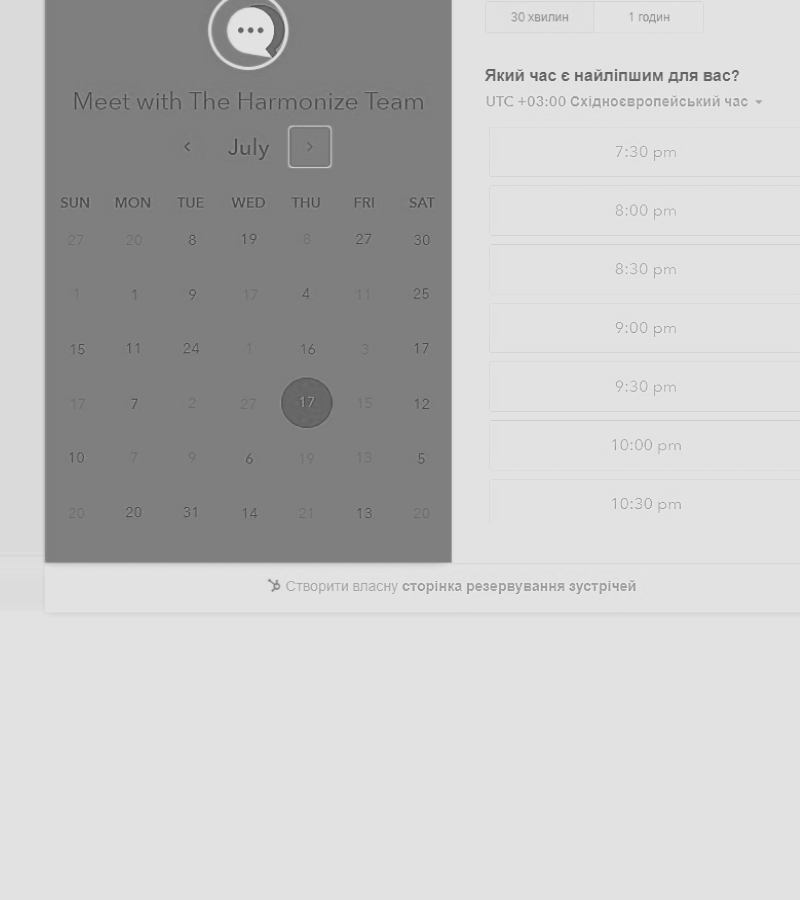 Meet with The Harmonize Team
July
SUN MON TUE WED THU FRI SAT
27 20 8 19 8 27 30
1 1 9 17 4 11 25
15 11 24 1 16 3 17
17 7 2 27 17 15 12
10 7 9 6 19 13 5
20 20 31 14 21 13 20
30 хвилин 1 годин
Який час є найліпшим для вас?
UTC +03:00 Східноєвропейський час
7:30 pm
8:00 pm
8:30 pm
9:00 pm
9:30 pm
10:00 pm
10:30 pm
Створити власну сторінка резервування зустрічей